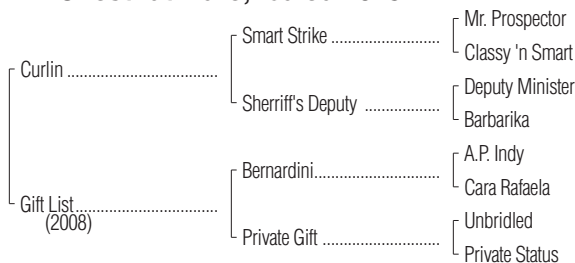 Smart Strike ......................
Mr. Prospector
Classy 'n Smart
Curlin ..............................
Sherriff's Deputy ...............
Deputy Minister
Barbarika
Bernardini.........................
A.P. Indy
Cara Rafaela
Gift List.............................
(2008)
Private Gift .......................
Unbridled
Private Status